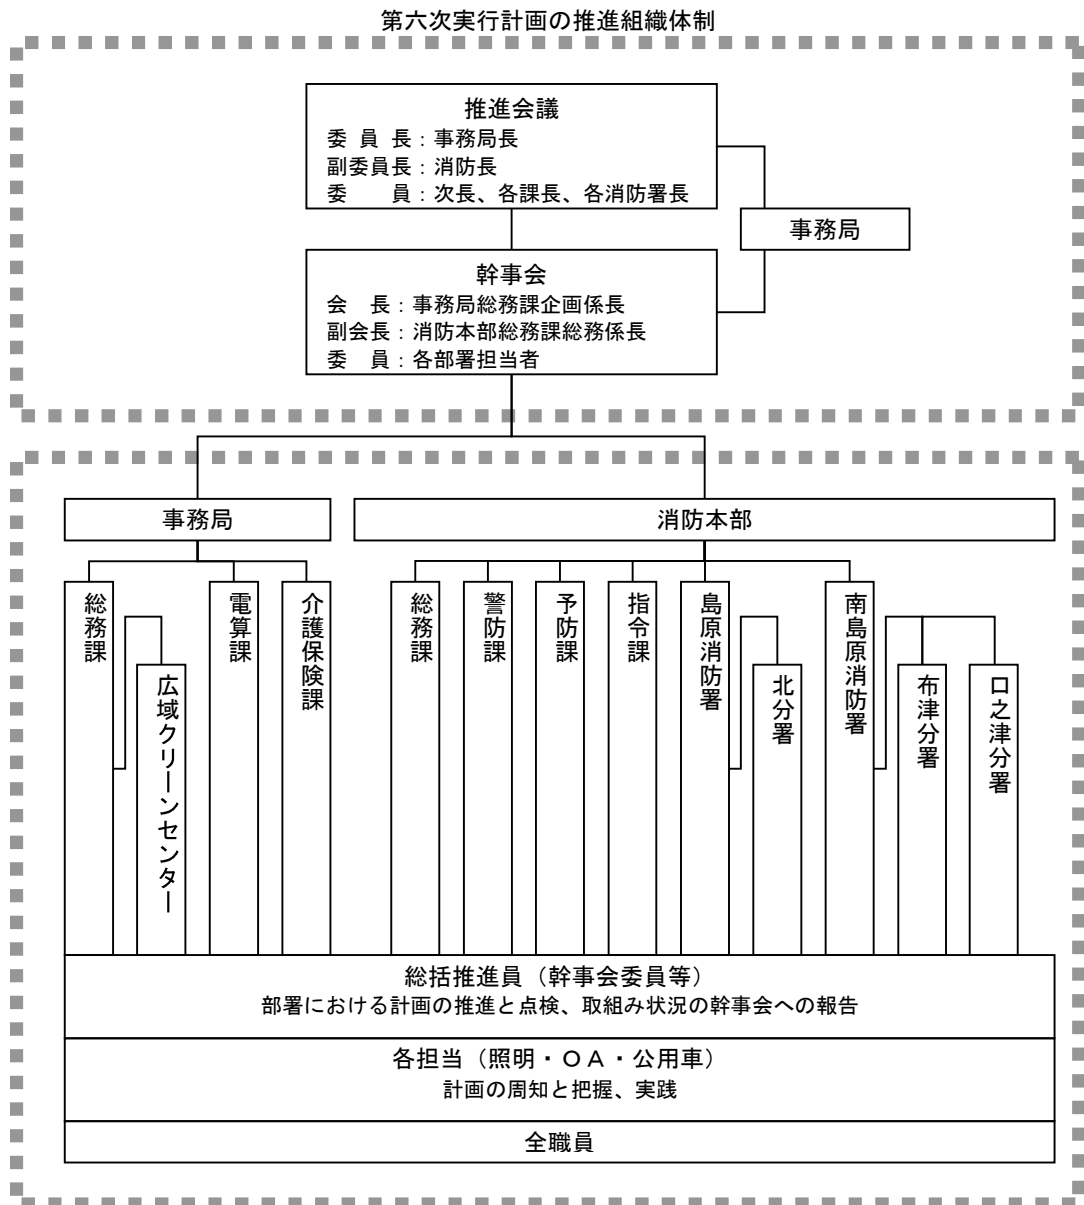 第六次実行計画の推進組織体制
推進会議
委 員 長：事務局長
副委員長：消防長
委　　員：次長、各課長、各消防署長
事務局
幹事会
会　長：事務局総務課企画係長
副会長：消防本部総務課総務係長
委　員：各部署担当者
事務局
消防本部
総務課
広域クリーンセンター
電算課
介護保険課
総務課
警防課
予防課
指令課
島原消防署
北分署
南島原消防署
布津分署
口之津分署
総括推進員（幹事会委員等）
部署における計画の推進と点検、取組み状況の幹事会への報告
各担当（照明・ＯＡ・公用車）
計画の周知と把握、実践
全職員